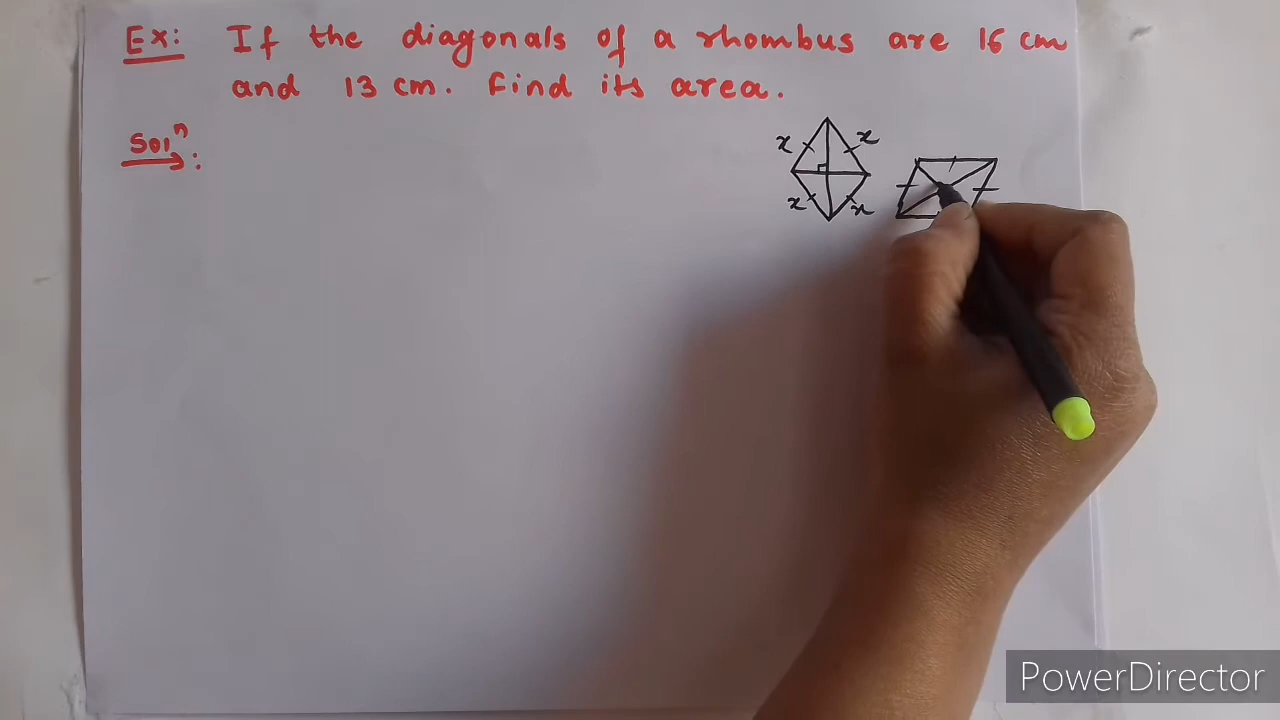 Ex: If the diagonals of a rhombus are 16 cm
and 13 cm. Find its area.
Solⁿ:
x x
x x
PowerDirector